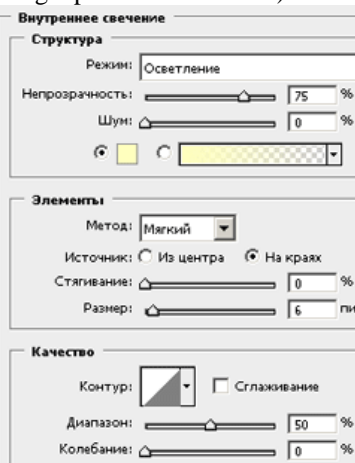 Внутреннее свечение
Структура
Режим: Осветление
Непрозрачность: 75 %
Шум: 0 %
Элементы
Метод: Мягкий
Источник: Из центра На краях
Стягивание: 0 %
Размер: 6 пи
Качество
Контур: Сглаживание
Диапазон: 50 %
Колебание: 0 %